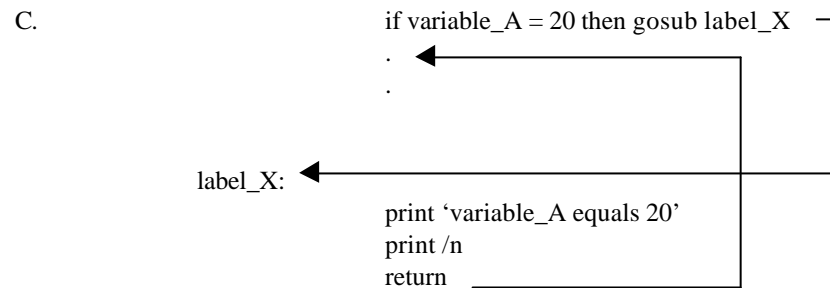 C. if variable_A = 20 then gosub label_X
.
.
label_X:
print ‘variable_A equals 20’
print /n
return